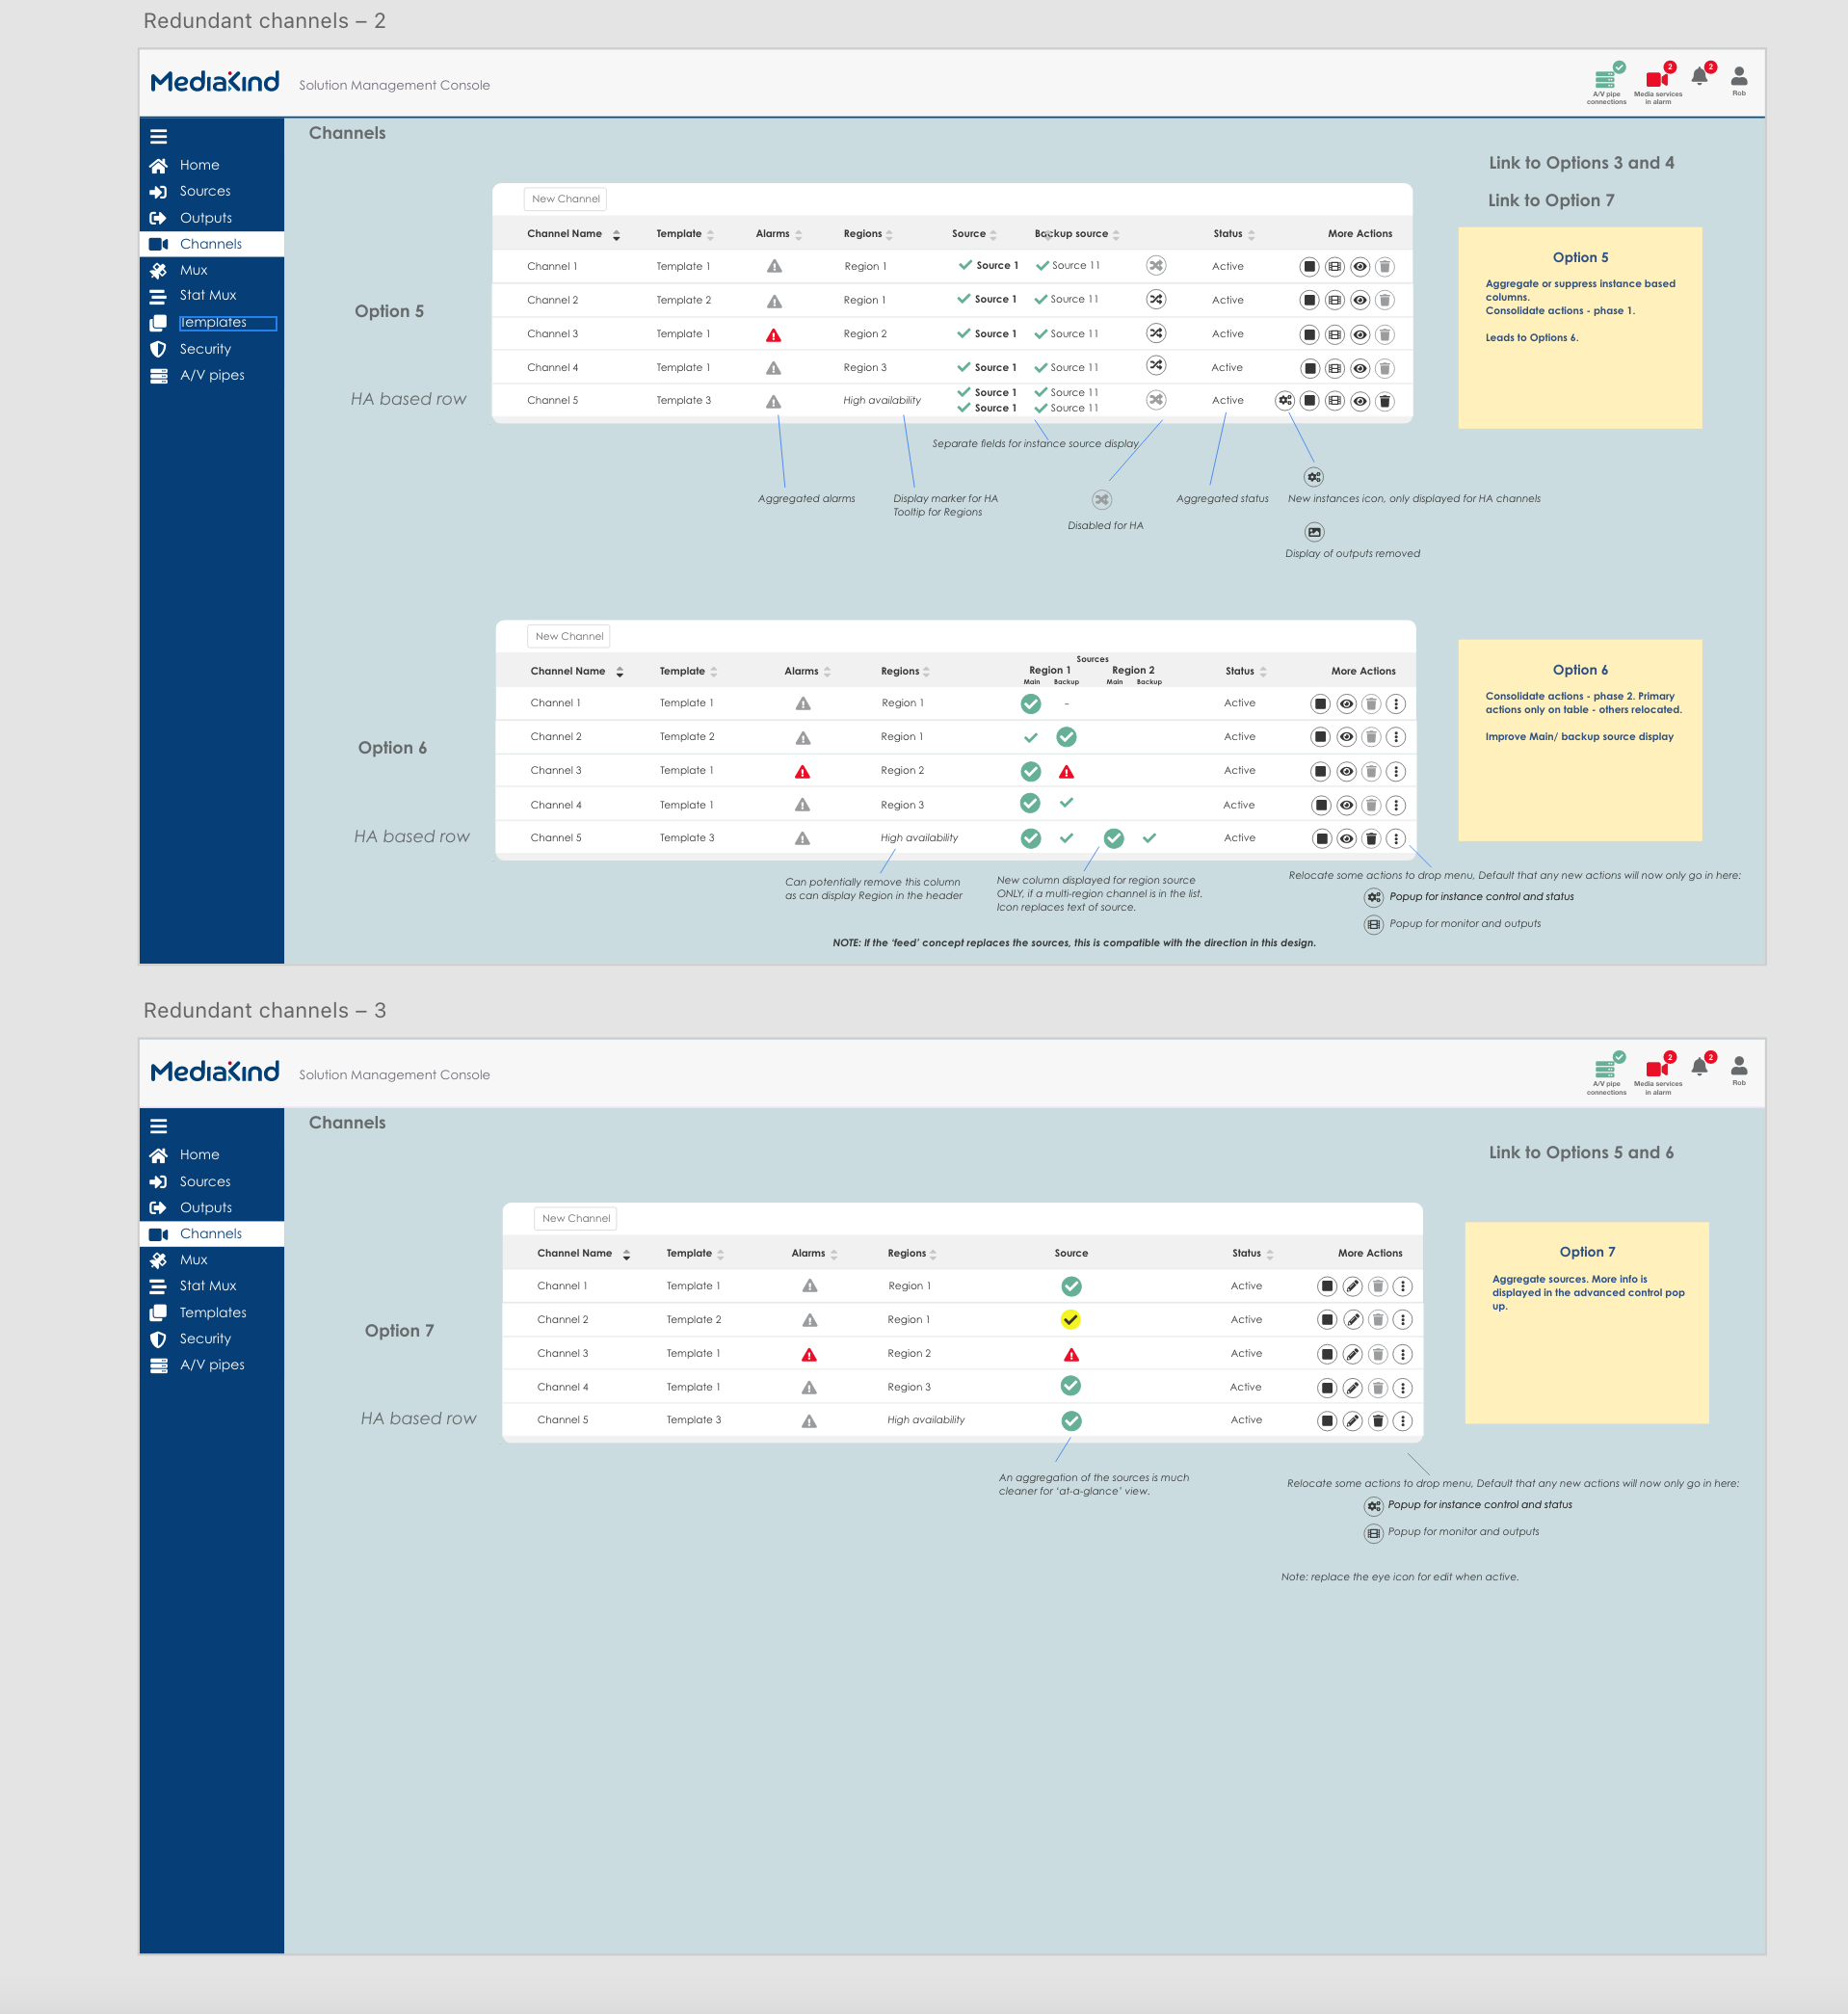 Redundant channels – 2
MediaKind Solution Management Console
2 2
A/V pipe connections
Media services in alarm
Rob
Channels
Home
Sources
Outputs
Channels
Mux
Stat Mux
Templates
Security
A/V pipes
Link to Options 3 and 4
Link to Option 7
New Channel
Channel Name Template Alarms Regions Source Backup source Status More Actions
Channel 1 Template 1 Region 1 Source 1 Source 11 Active
Channel 2 Template 2 Region 1 Source 1 Source 11 Active
Channel 3 Template 1 Region 2 Source 1 Source 11 Active
Channel 4 Template 1 Region 3 Source 1 Source 11 Active
Channel 5 Template 3 High availability Source 1 Source 11 Active
Source 1 Source 11
Option 5
HA based row
Option 5
Aggregate or suppress instance based
columns.
Consolidate actions - phase 1.
Leads to Options 6.
Separate fields for instance source display
Aggregated alarms
Display marker for HA
Tooltip for Regions
Disabled for HA
Aggregated status
New instances icon, only displayed for HA channels
Display of outputs removed
New Channel
Sources
Channel Name Template Alarms Regions Region 1 Region 2 Status More Actions
Main Backup Main Backup
Channel 1 Template 1 Region 1 - Active
Channel 2 Template 2 Region 1 Active
Channel 3 Template 1 Region 2 Active
Channel 4 Template 1 Region 3 Active
Channel 5 Template 3 High availability Active
Option 6
HA based row
Option 6
Consolidate actions - phase 2. Primary
actions only on table - others relocated.
Improve Main/ backup source display
Can potentially remove this column
as can display Region in the header
New column displayed for region source
ONLY, if a multi-region channel is in the list.
Icon replaces text of source.
Relocate some actions to drop menu, Default that any new actions will now only go in here:
Popup for instance control and status
Popup for monitor and outputs
NOTE: If the ‘feed’ concept replaces the sources, this is compatible with the direction in this design.
Redundant channels – 3
MediaKind Solution Management Console
2 2
A/V pipe connections
Media services in alarm
Rob
Channels
Home
Sources
Outputs
Channels
Mux
Stat Mux
Templates
Security
A/V pipes
Link to Options 5 and 6
New Channel
Channel Name Template Alarms Regions Source Status More Actions
Channel 1 Template 1 Region 1 Active
Channel 2 Template 2 Region 1 Active
Channel 3 Template 1 Region 2 Active
Channel 4 Template 1 Region 3 Active
Channel 5 Template 3 High availability Active
Option 7
HA based row
Option 7
Aggregate sources. More info is
displayed in the advanced control pop
up.
An aggregation of the sources is much
cleaner for ‘at-a-glance’ view.
Relocate some actions to drop menu, Default that any new actions will now only go in here:
Popup for instance control and status
Popup for monitor and outputs
Note: replace the eye icon for edit when active.